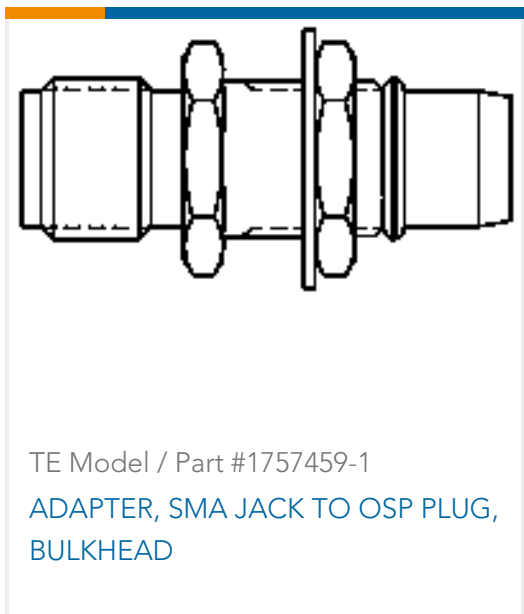 TE Model / Part #1757459-1
ADAPTER, SMA JACK TO OSP PLUG,
BULKHEAD